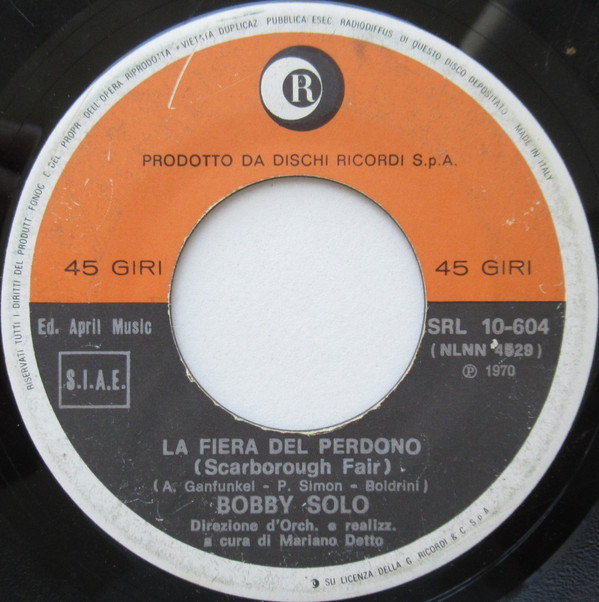 RISERVATI TUTTI I DIRITTI DEL PRODUTT FONOG E DEL PROPR DELL'OPERA RIPRODOTTA • VIETATA DUPLICAZ PUBBLICA ESEC RADIODIFFUS DI QUESTO DISCO DEPOSITATO. MADE IN ITALY
R
PRODOTTO DA DISCHI RICORDI S.p.A.
45 GIRI 45 GIRI
Ed. April Music SRL 10-604
(NLNN 4529)
S.I.A.E. Ⓟ 1970
LA FIERA DEL PERDONO
(Scarborough Fair)
(A. Ganfunkel - P. Simon - Boldrini)
BOBBY SOLO
Direzione d'Orch. e realizz.
a cura di Mariano Detto
SU LICENZA DELLA G RICORDI & C. S.p.A